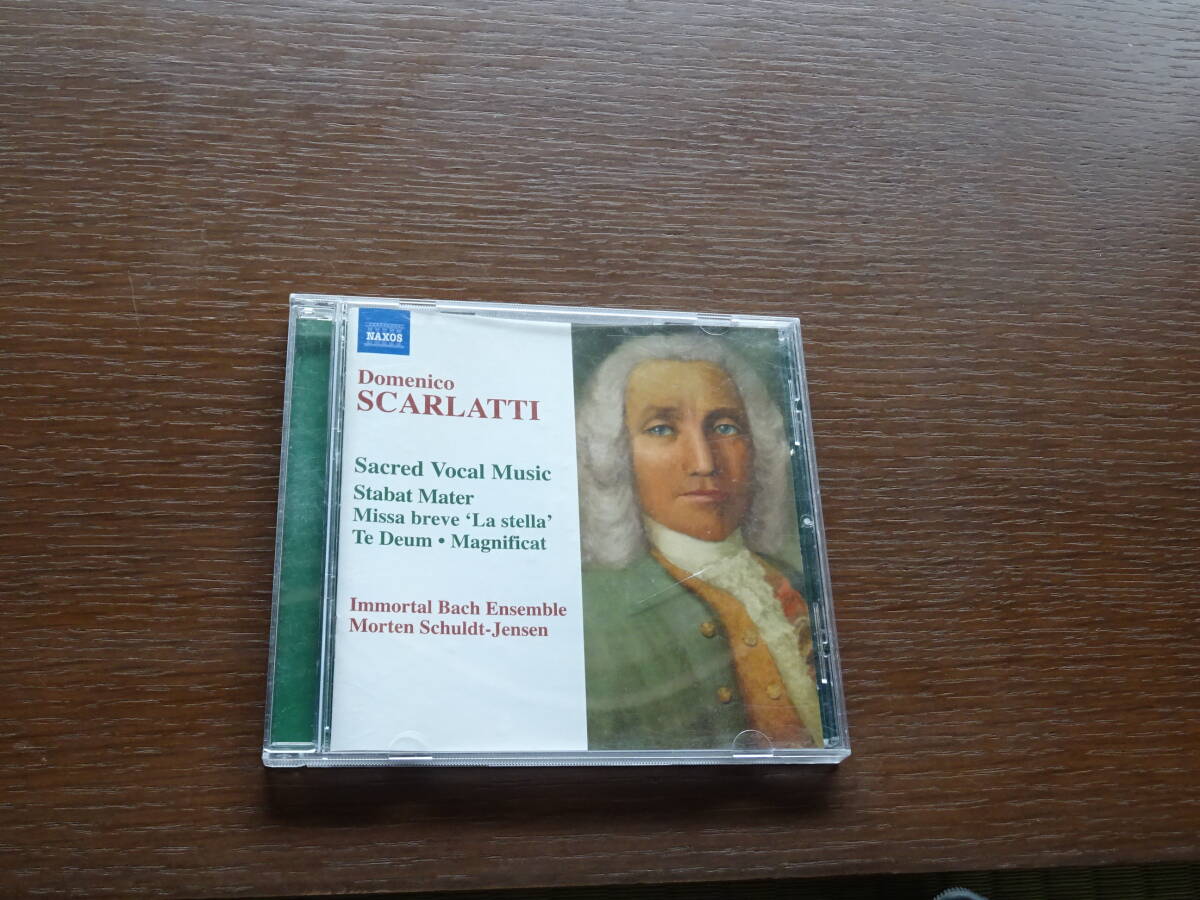 NAXOS
Domenico
SCARLATTI
Sacred Vocal Music
Stabat Mater
Missa breve ‘La stella’
Te Deum • Magnificat
Immortal Bach Ensemble
Morten Schuldt-Jensen